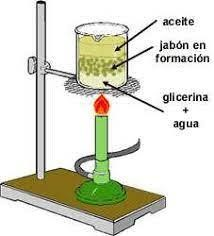 aceite
jabón en
formación
glicerina
+
agua